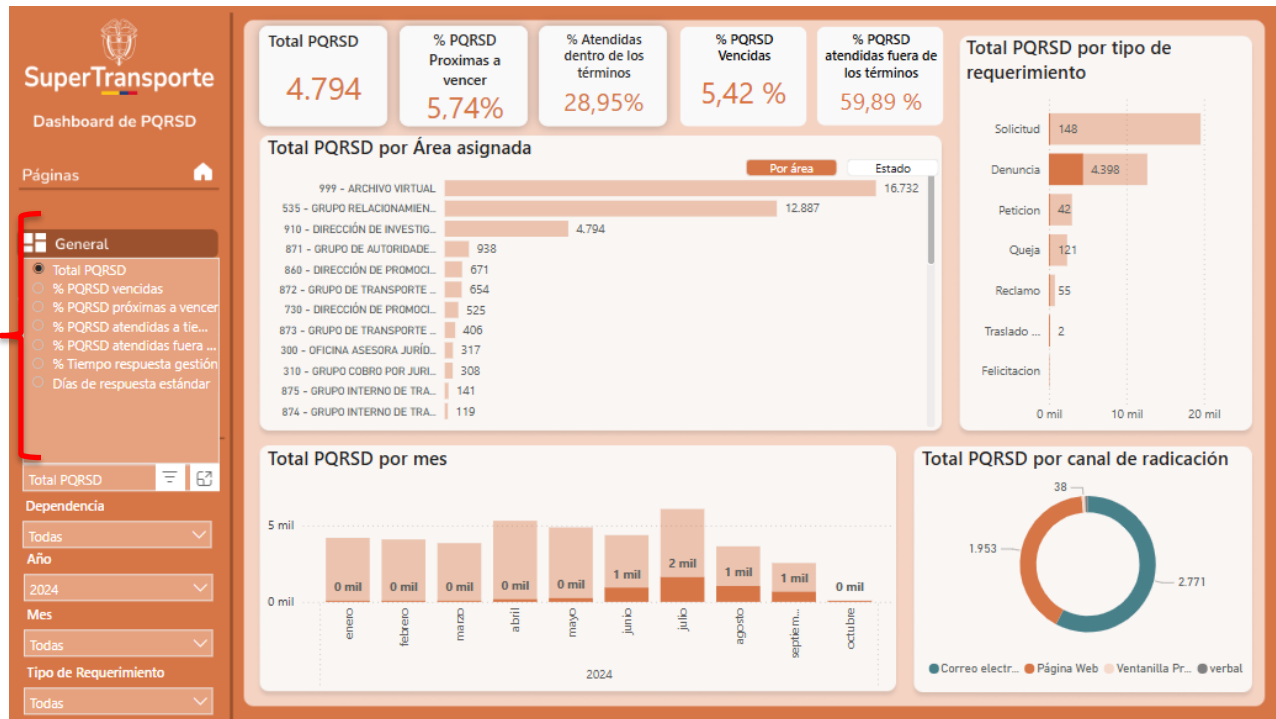 SuperTransporte
Dashboard de PQRSD
Páginas
General
Total PQRSD
% PQRSD vencidas
% PQRSD próximas a vencer
% PQRSD atendidas a tie...
% PQRSD atendidas fuera ...
% Tiempo respuesta gestión
Días de respuesta estándar
Total PQRSD
Dependencia
Todas
Año
2024
Mes
Todas
Tipo de Requerimiento
Todas
Total PQRSD
4.794
% PQRSD
Proximas a
vencer
5,74%
% Atendidas
dentro de los
términos
28,95%
% PQRSD
Vencidas
5,42 %
% PQRSD
atendidas fuera de
los términos
59,89 %
Total PQRSD por Área asignada
Por área
Estado
999 - ARCHIVO VIRTUAL 16.732
535 - GRUPO RELACIONAMIEN... 12.887
910 - DIRECCIÓN DE INVESTIG... 4.794
871 - GRUPO DE AUTORIDADE... 938
860 - DIRECCIÓN DE PROMOCI... 671
872 - GRUPO DE TRANSPORTE ... 654
730 - DIRECCIÓN DE PROMOCI... 525
873 - GRUPO DE TRANSPORTE ... 406
300 - OFICINA ASESORA JURÍD... 317
310 - GRUPO COBRO POR JURI... 308
875 - GRUPO INTERNO DE TRA... 141
874 - GRUPO INTERNO DE TRA... 119
Total PQRSD por tipo de
requerimiento
Solicitud 148
Denuncia 4.398
Peticion 42
Queja 121
Reclamo 55
Traslado ... 2
Felicitacion
0 mil 10 mil 20 mil
Total PQRSD por mes
5 mil
0 mil
0 mil 0 mil 0 mil 0 mil 0 mil 1 mil 2 mil 1 mil 1 mil 0 mil
enero febrero marzo abril mayo junio julio agosto septiem... octubre
2024
Total PQRSD por canal de radicación
38
1.953
2.771
Correo electr... Página Web Ventanilla Pr... verbal